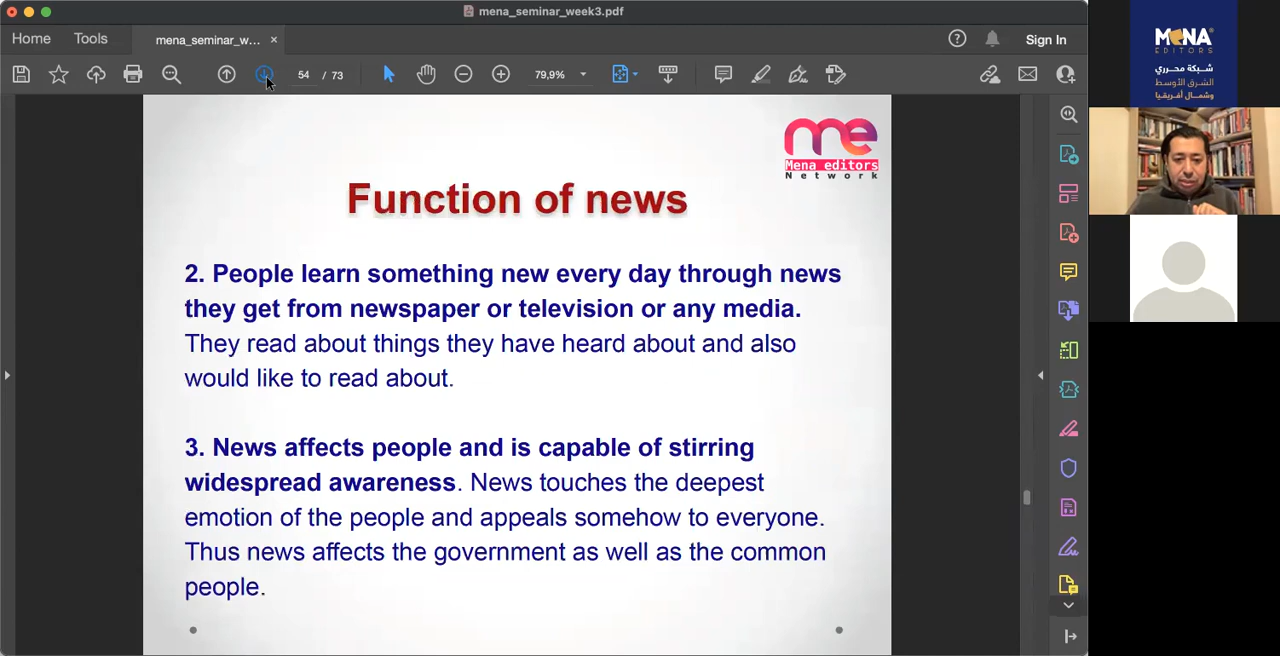 mena_seminar_week3.pdf
Home
Tools
mena_seminar_w...
Sign In
54
/ 73
79,9%
me
Mena editors
Network
Function of news
2. People learn something new every day through news
they get from newspaper or television or any media.
They read about things they have heard about and also
would like to read about.
3. News affects people and is capable of stirring
widespread awareness. News touches the deepest
emotion of the people and appeals somehow to everyone.
Thus news affects the government as well as the common
people.
MENA
EDITORS
شبكة محرري
الشرق الأوسط
وشمال أفريقيا